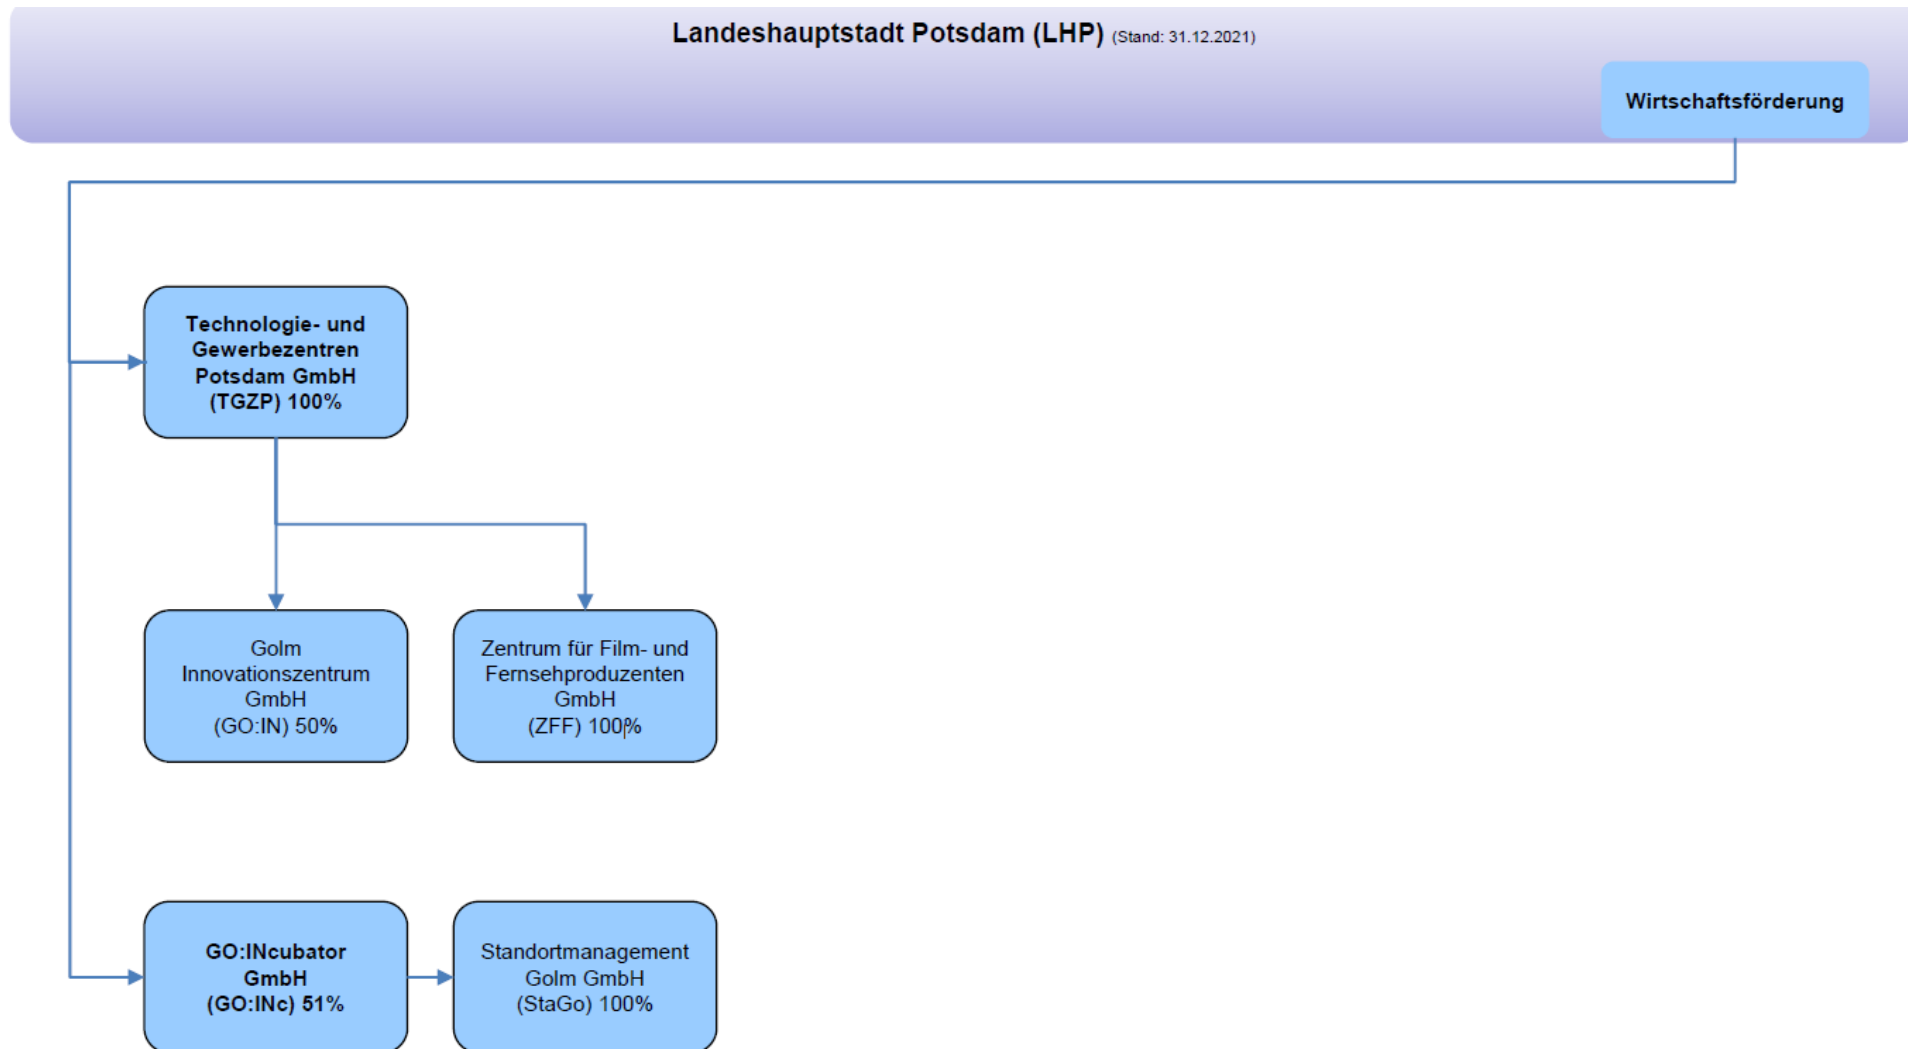 Landeshauptstadt Potsdam (LHP) (Stand: 31.12.2021)
Wirtschaftsförderung
Technologie- und
Gewerbezentren
Potsdam GmbH
(TGZP) 100%
Golm
Innovationszentrum
GmbH
(GO:IN) 50%
Zentrum für Film- und
Fernsehproduzenten
GmbH
(ZFF) 100%
GO:INcubator
GmbH
(GO:INc) 51%
Standortmanagement
Golm GmbH
(StaGo) 100%